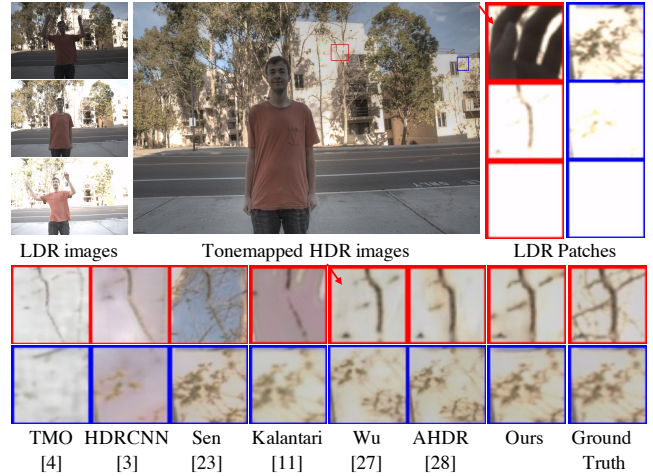 LDR images
Tonemapped HDR images
LDR Patches
TMO HDRCNN Sen Kalantari Wu AHDR Ours Ground
[4] [3] [23] [11] [27] [28] Truth